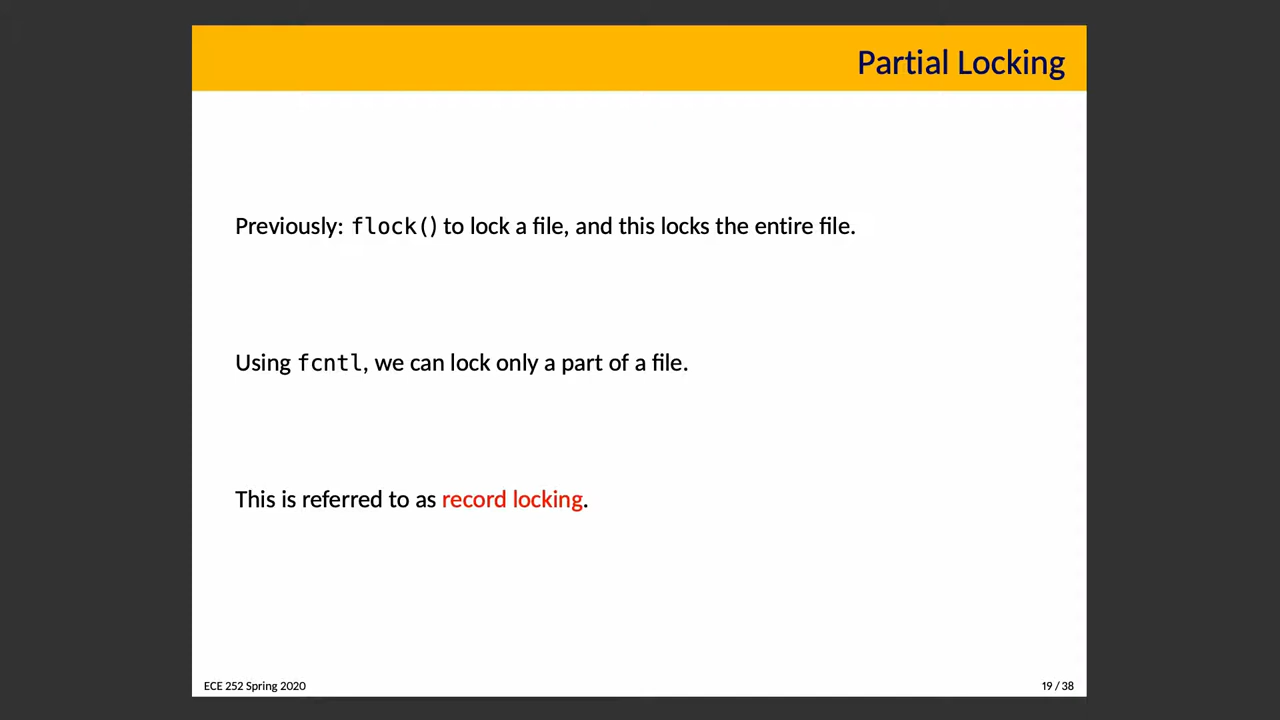 Partial Locking
Previously: flock() to lock a file, and this locks the entire file.
Using fcntl, we can lock only a part of a file.
This is referred to as record locking.
ECE 252 Spring 2020
19 / 38